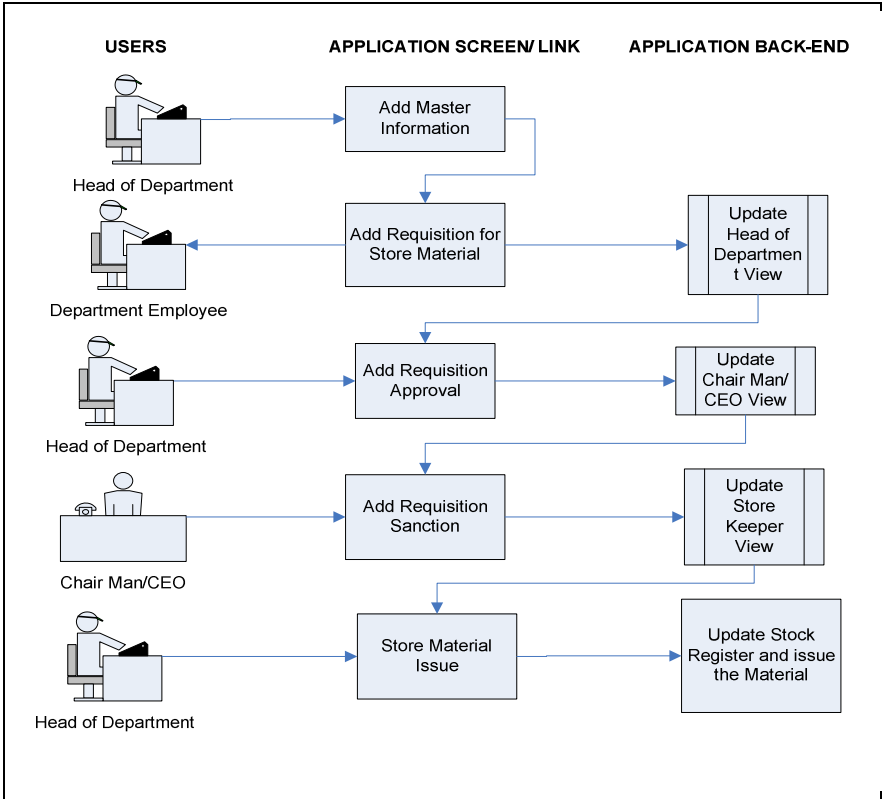 USERS
APPLICATION SCREEN/ LINK
APPLICATION BACK-END
Add Master
Information
Head of Department
Add Requisition for
Store Material
Update
Head of
Departmen
t View
Department Employee
Add Requisition
Approval
Update
Chair Man/
CEO View
Head of Department
Add Requisition
Sanction
Update
Store
Keeper
View
Chair Man/CEO
Store Material
Issue
Update Stock
Register and issue
the Material
Head of Department